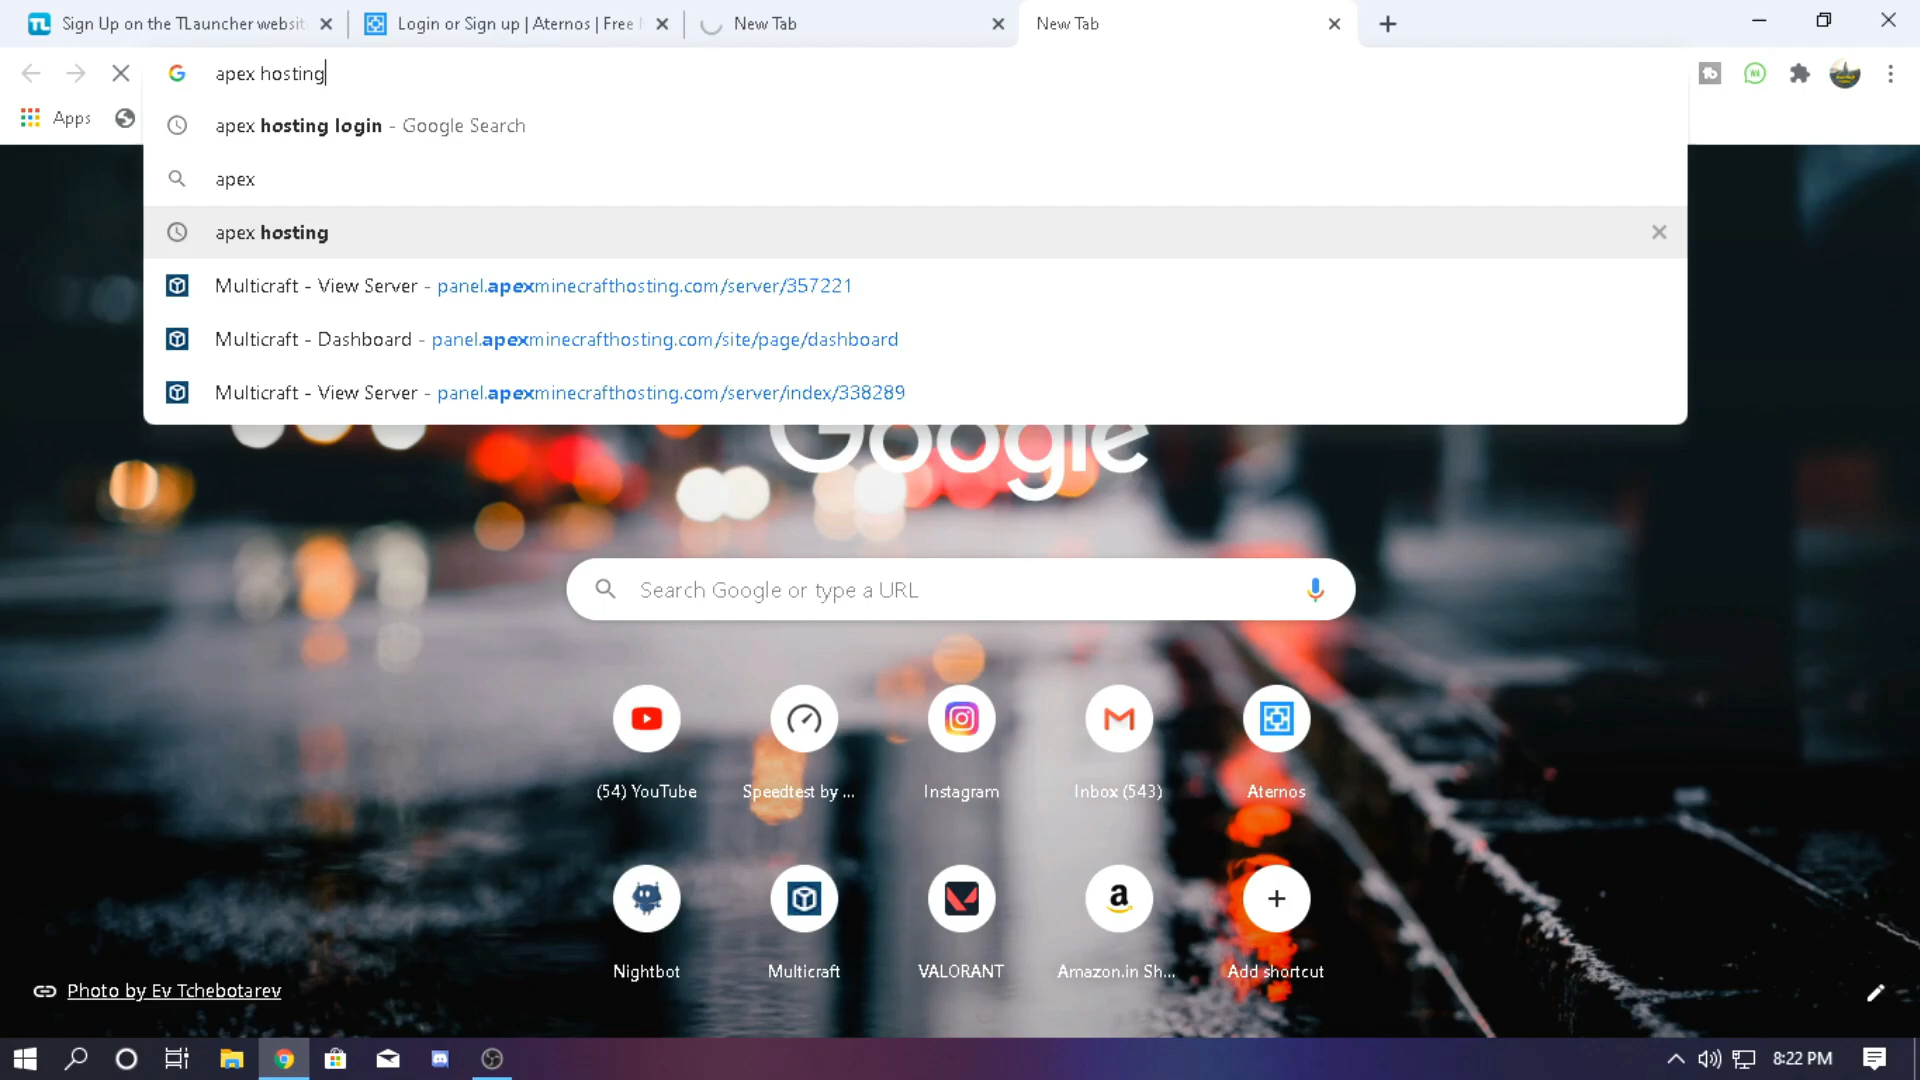 Sign Up on the TLauncher websit
Login or Sign up | Aternos | Free
New Tab
New Tab
apex hosting
Apps
apex hosting login - Google Search
apex
apex hosting
Multicraft - View Server - panel.apexminecrafthosting.com/server/357221
Multicraft - Dashboard - panel.apexminecrafthosting.com/site/page/dashboard
Multicraft - View Server - panel.apexminecrafthosting.com/server/index/338289
Google
Search Google or type a URL
(54) YouTube
Speedtest by ...
Instagram
Inbox (543)
Aternos
Nightbot
Multicraft
VALORANT
Amazon.in Sh...
Add shortcut
Photo by Ev Tchebotarev
8:22 PM